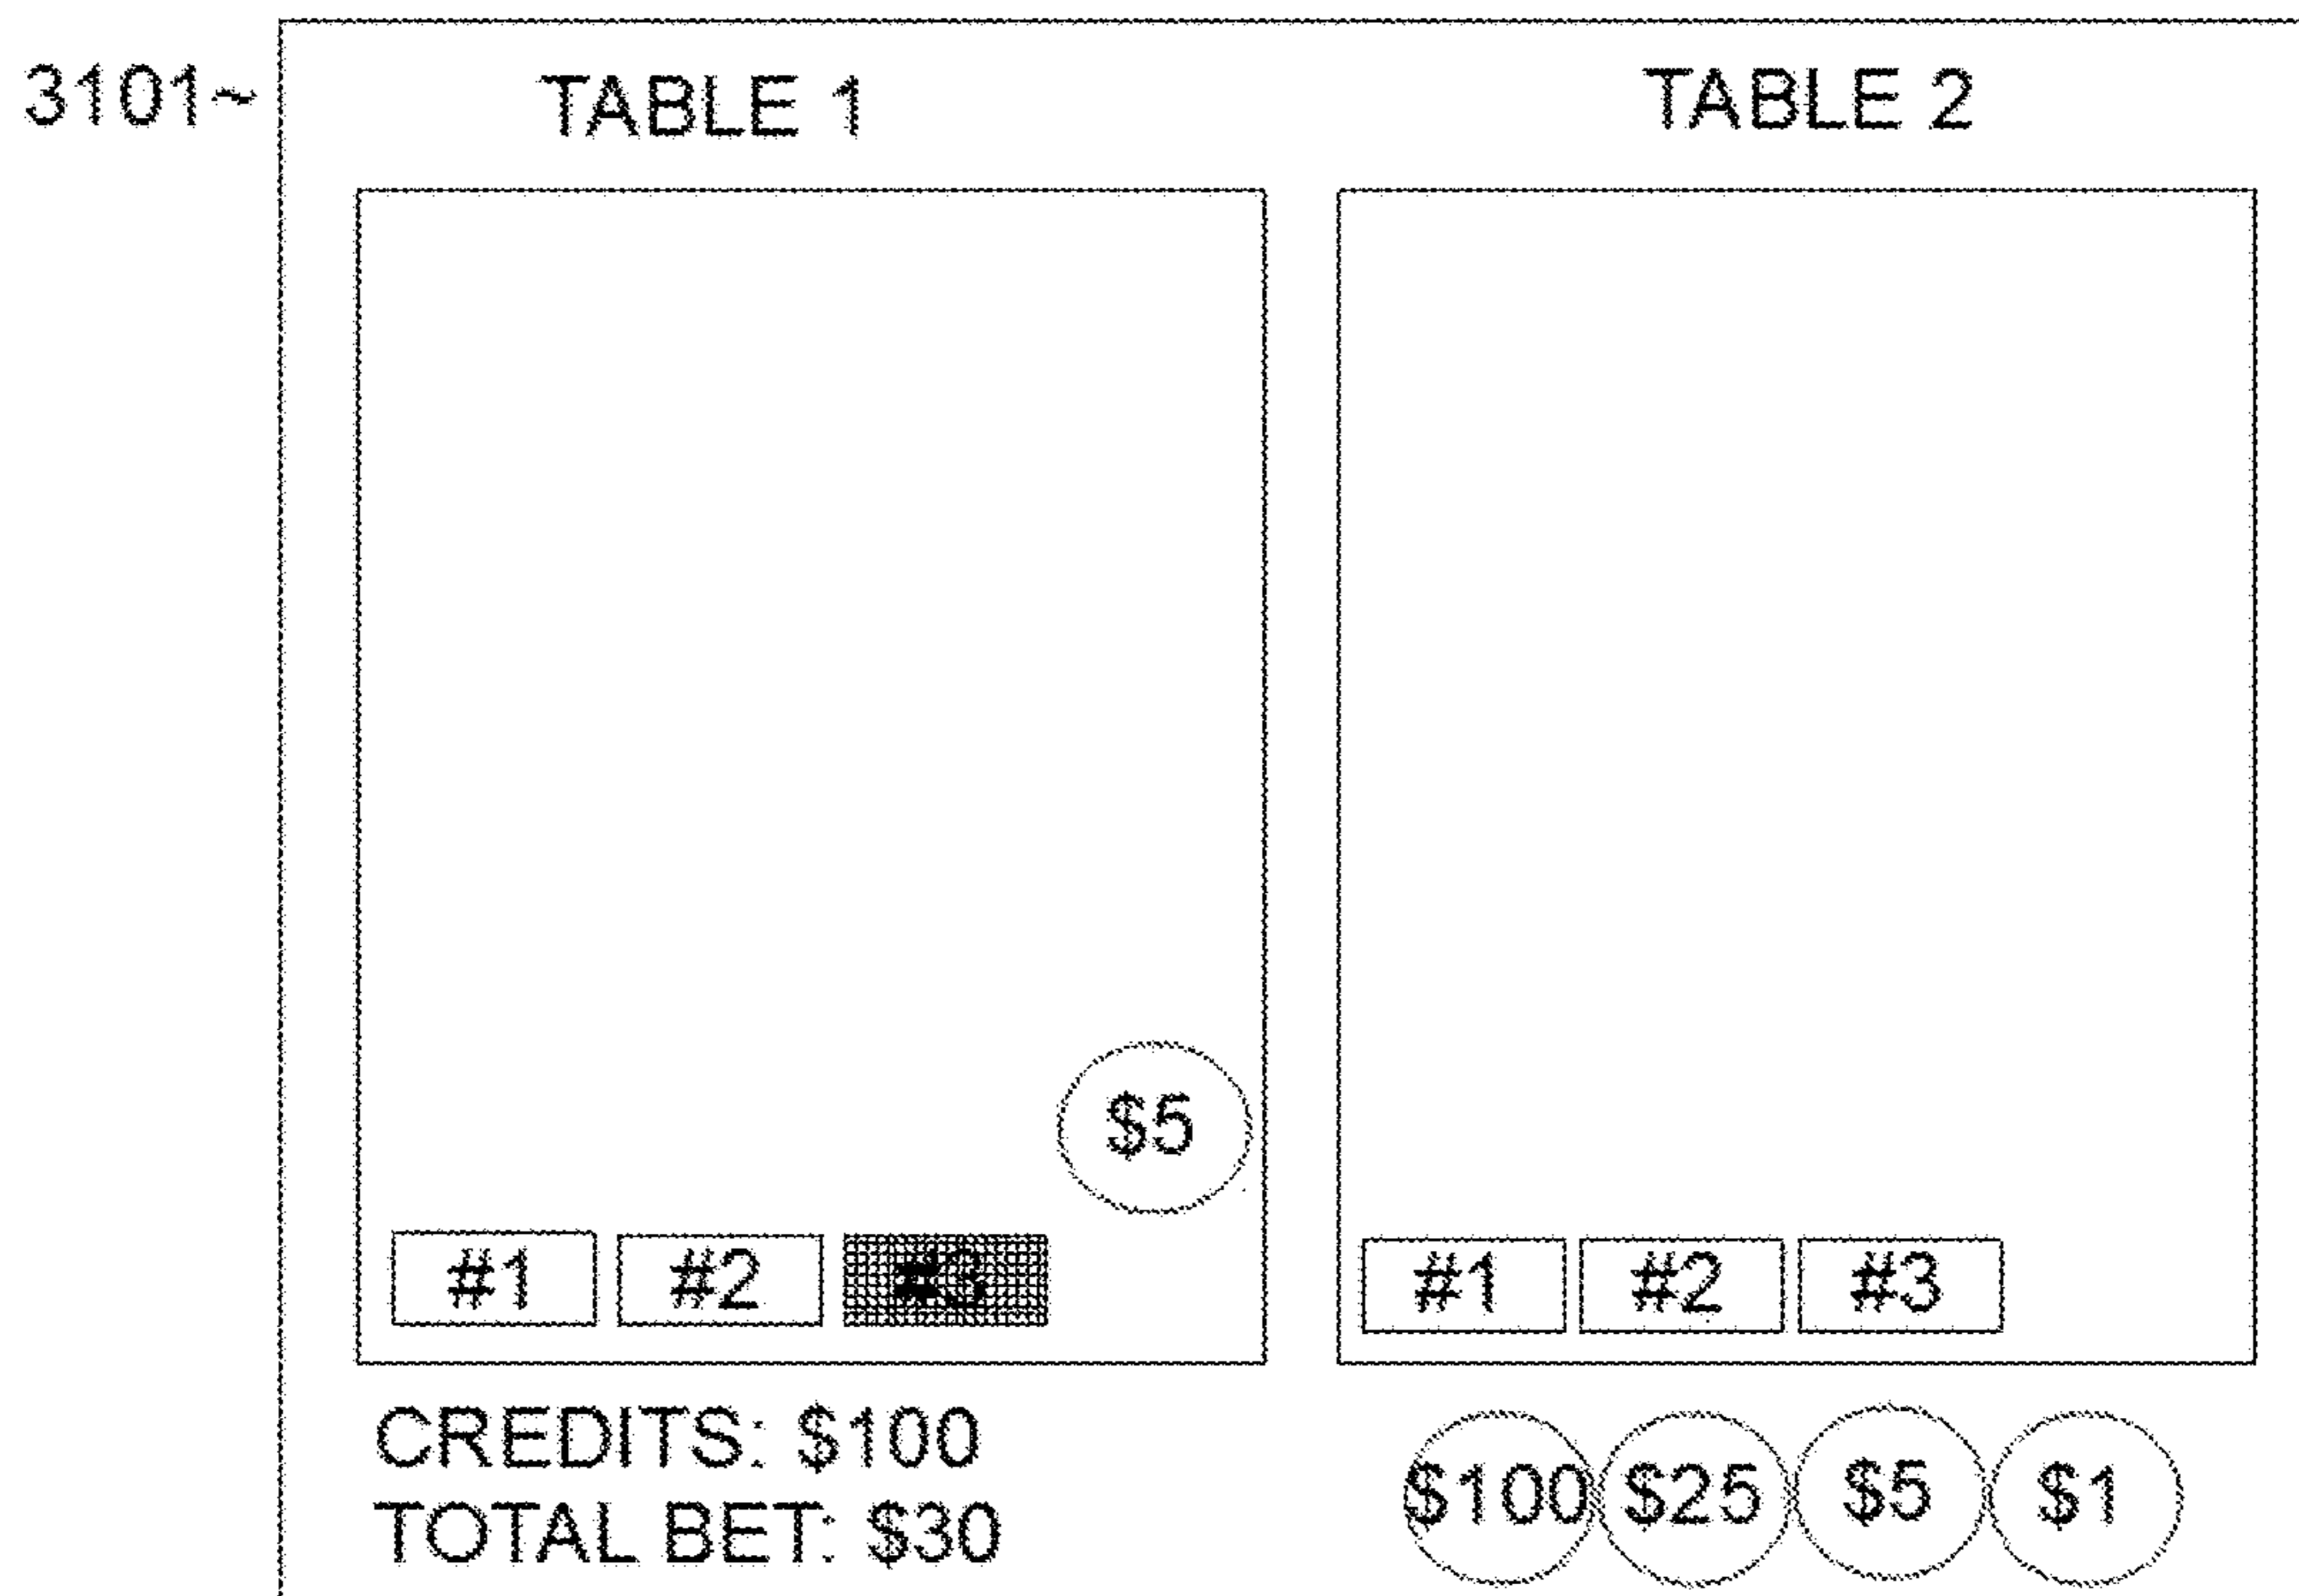 3101~
TABLE 1 TABLE 2
$5
#1 #2 #3 #1 #2 #3
CREDITS: $100
TOTAL BET: $30
$100 $25 $5 $1